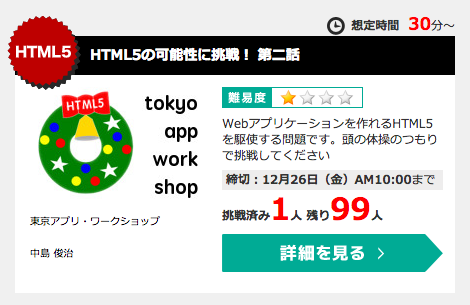 想定時間 30分〜
HTML5
HTML5の可能性に挑戦！ 第二話
HTML5
tokyo
app
work
shop
東京アプリ・ワークショップ
中島 俊治
難易度
Webアプリケーションを作れるHTML5
を駆使する問題です。頭の体操のつもり
で挑戦してください
締切：12月26日（金）AM10:00まで
挑戦済み1人 残り99人
詳細を見る